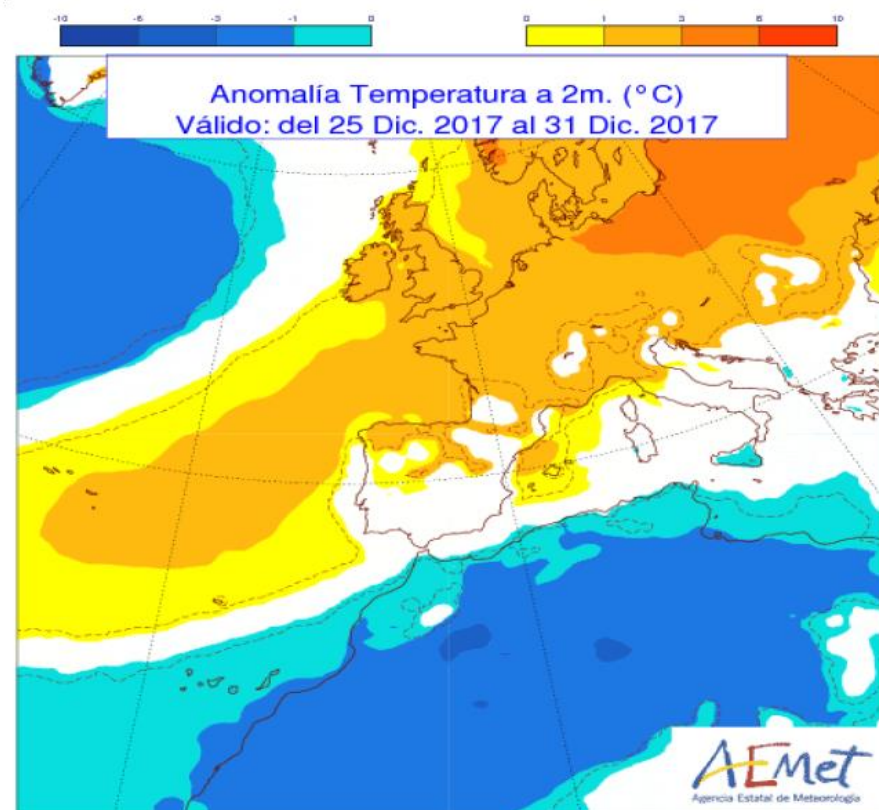 -10 -6 -3 -1 0 0 1 3 6 10
Anomalía Temperatura a 2m. (°C)
Válido: del 25 Dic. 2017 al 31 Dic. 2017
AEMet
Agencia Estatal de Meteorología